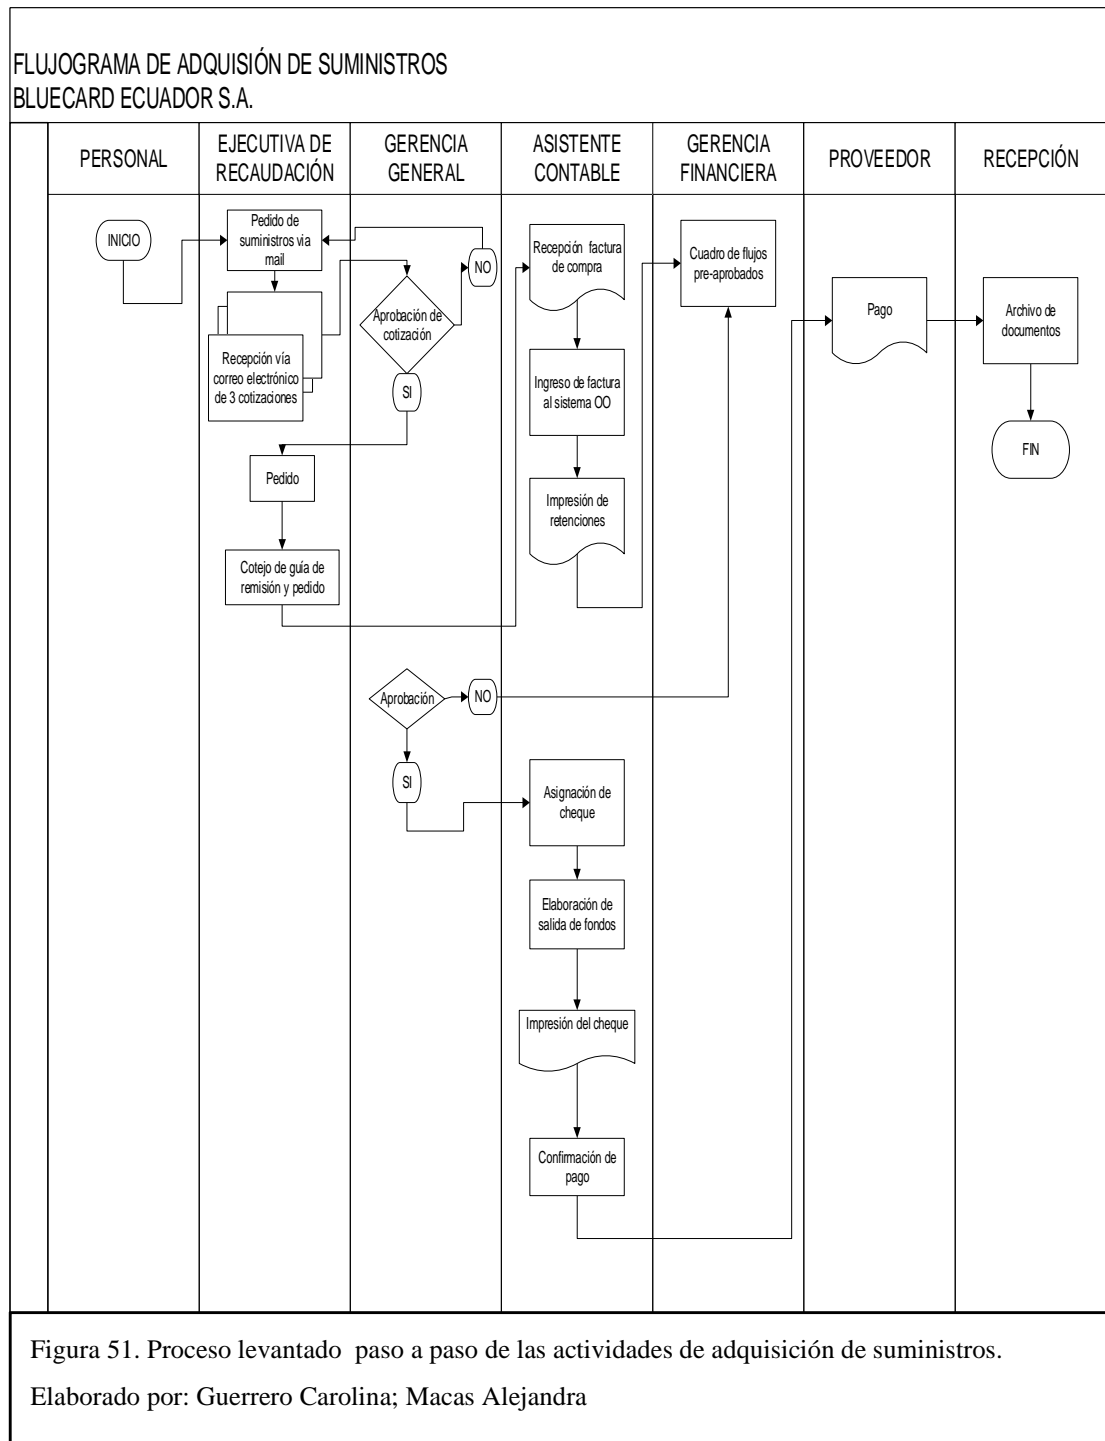 FLUJOGRAMA DE ADQUISIÓN DE SUMINISTROS
BLUECARD ECUADOR S.A.
PERSONAL
EJECUTIVA DE
RECAUDACIÓN
GERENCIA
GENERAL
ASISTENTE
CONTABLE
GERENCIA
FINANCIERA
PROVEEDOR
RECEPCIÓN
INICIO
Pedido de
suministros via
mail
NO
Recepción factura
de compra
Cuadro de flujos
pre-aprobados
Aprobación de
cotización
Pago
Archivo de
documentos
Recepción vía
correo electrónico
de 3 cotizaciones
SI
Ingreso de factura
al sistema OO
FIN
Pedido
Impresión de
retenciones
Cotejo de guía de
remisión y pedido
Aprobación
NO
SI
Asignación de
cheque
Elaboración de
salida de fondos
Impresión del cheque
Confirmación de
pago
Figura 51. Proceso levantado paso a paso de las actividades de adquisición de suministros.
Elaborado por: Guerrero Carolina; Macas Alejandra